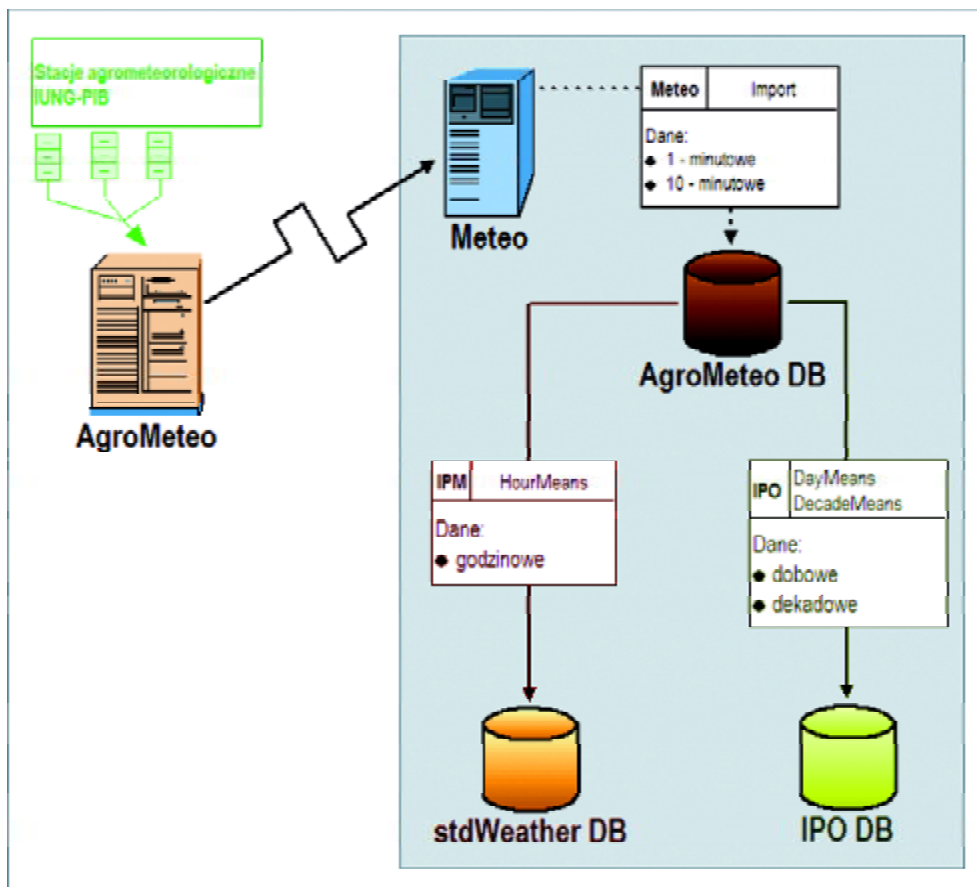 Stacje agrometeorologiczne
IUNG-PIB
AgroMeteo
Meteo
Meteo Import
Dane:
◆ 1 - minutowe
◆ 10 - minutowe
AgroMeteo DB
IPM HourMeans
Dane:
◆ godzinowe
IPO DayMeans
DecadeMeans
Dane:
◆ dobowe
◆ dekadowe
stdWeather DB
IPO DB